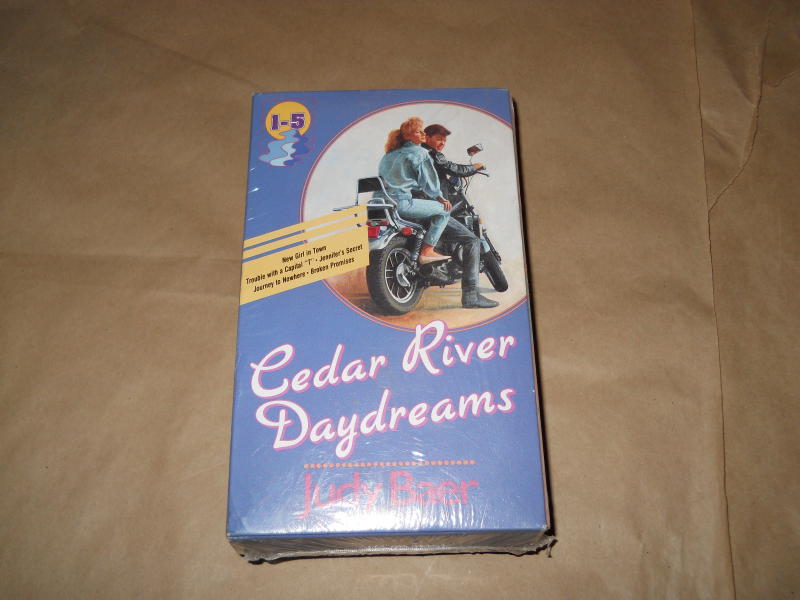 1-5
New Girl in Town
Trouble with a Capital "T" • Jennifer's Secret
Journey to Nowhere • Broken Promises
Cedar River
Daydreams
Judy Baer